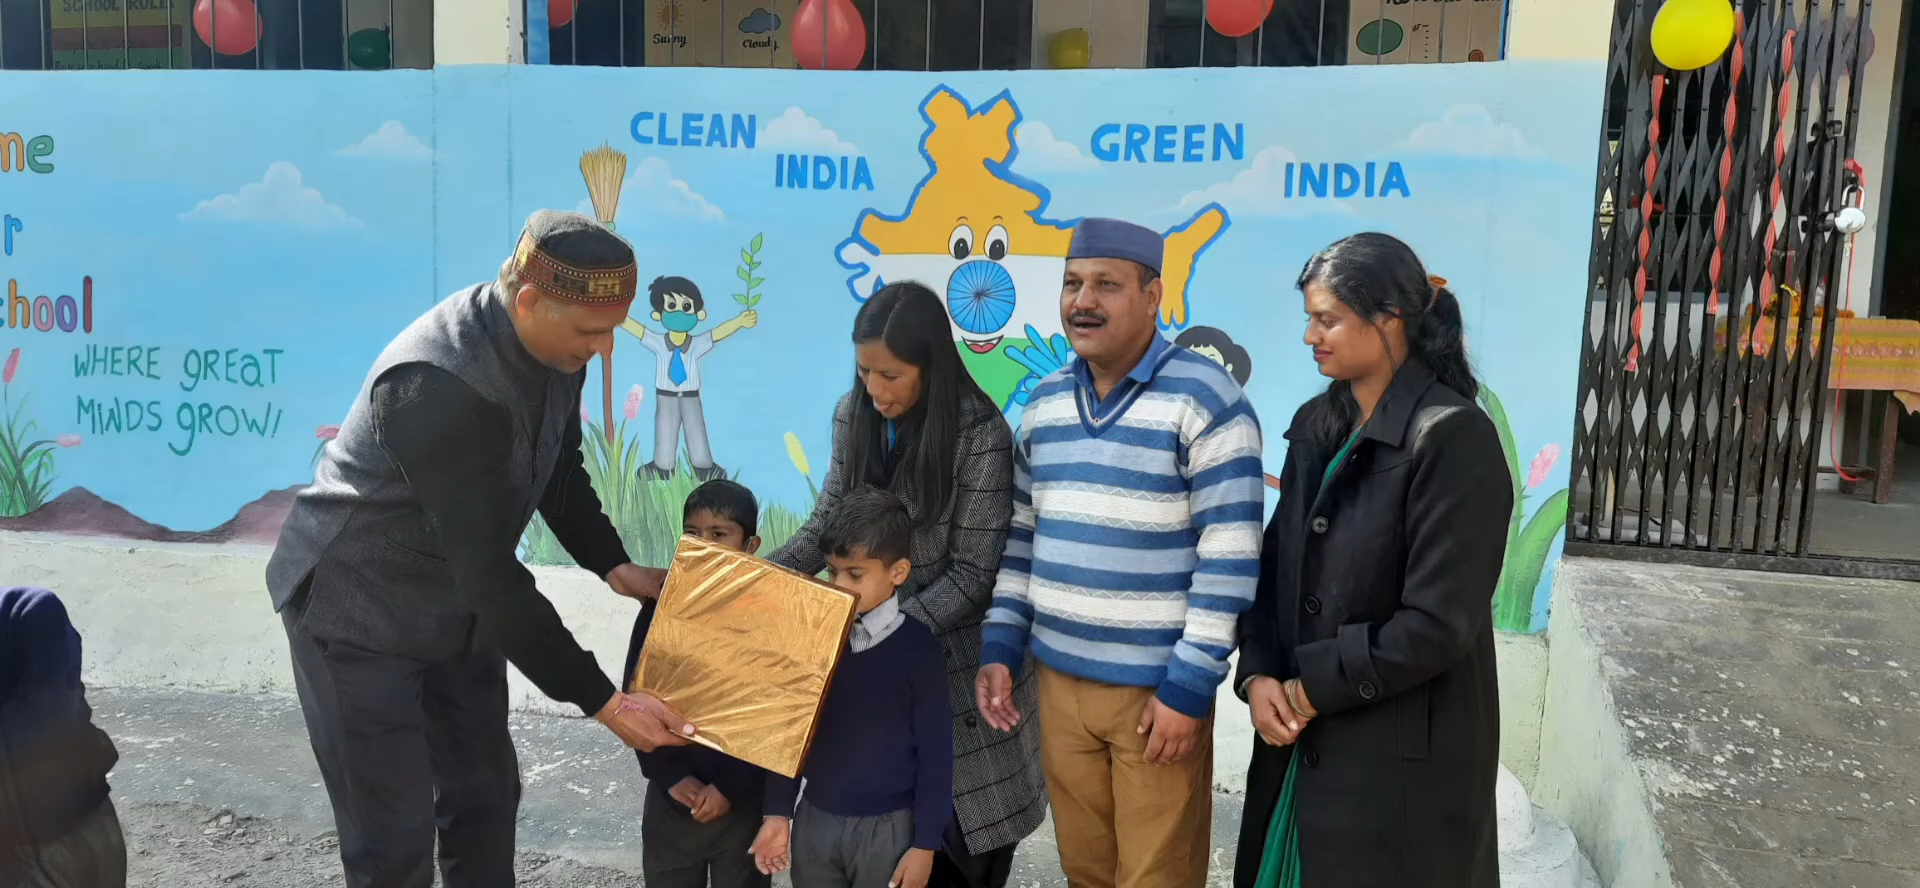 SCHOOL RULES
Sunny
Cloudy
CLEAN
INDIA
GREEN
INDIA
me
r
chool
WHERE GREAT
MINDS GROW!